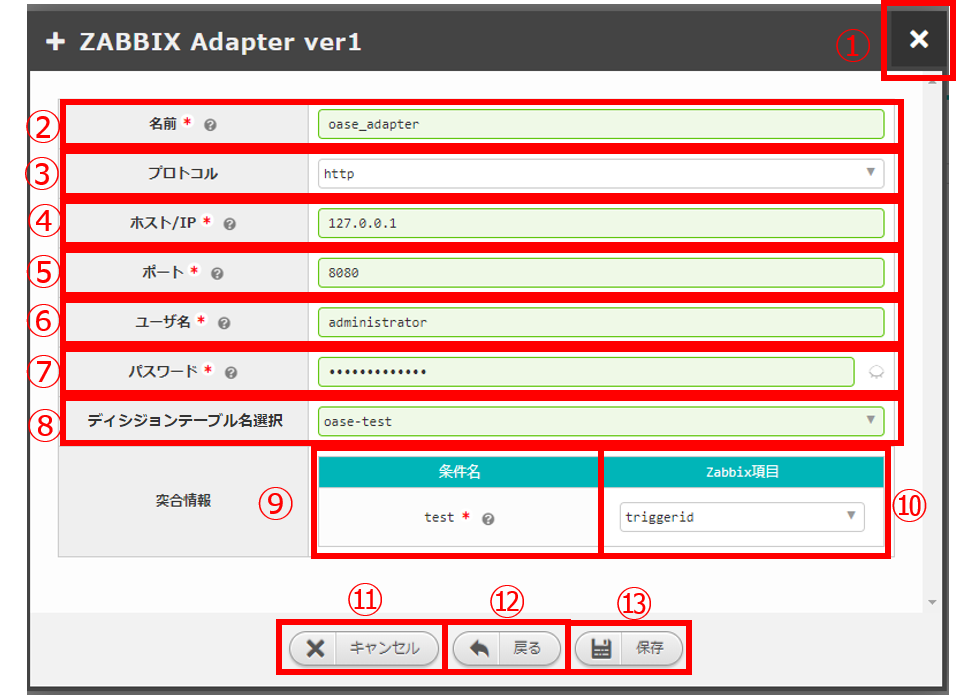 ZABBIX Adapter ver1
①
② 名前 * oase_adapter
③ プロトコル http
④ ホスト/IP * 127.0.0.1
⑤ ポート * 8080
⑥ ユーザ名 * administrator
⑦ パスワード * •••••••••••••
⑧ デイシジョンテーブル名選択 oase-test
条件名 Zabbix項目
突合情報 ⑨ test * triggerid ⑩
⑪ ⑫ ⑬
キャンセル 戻る 保存